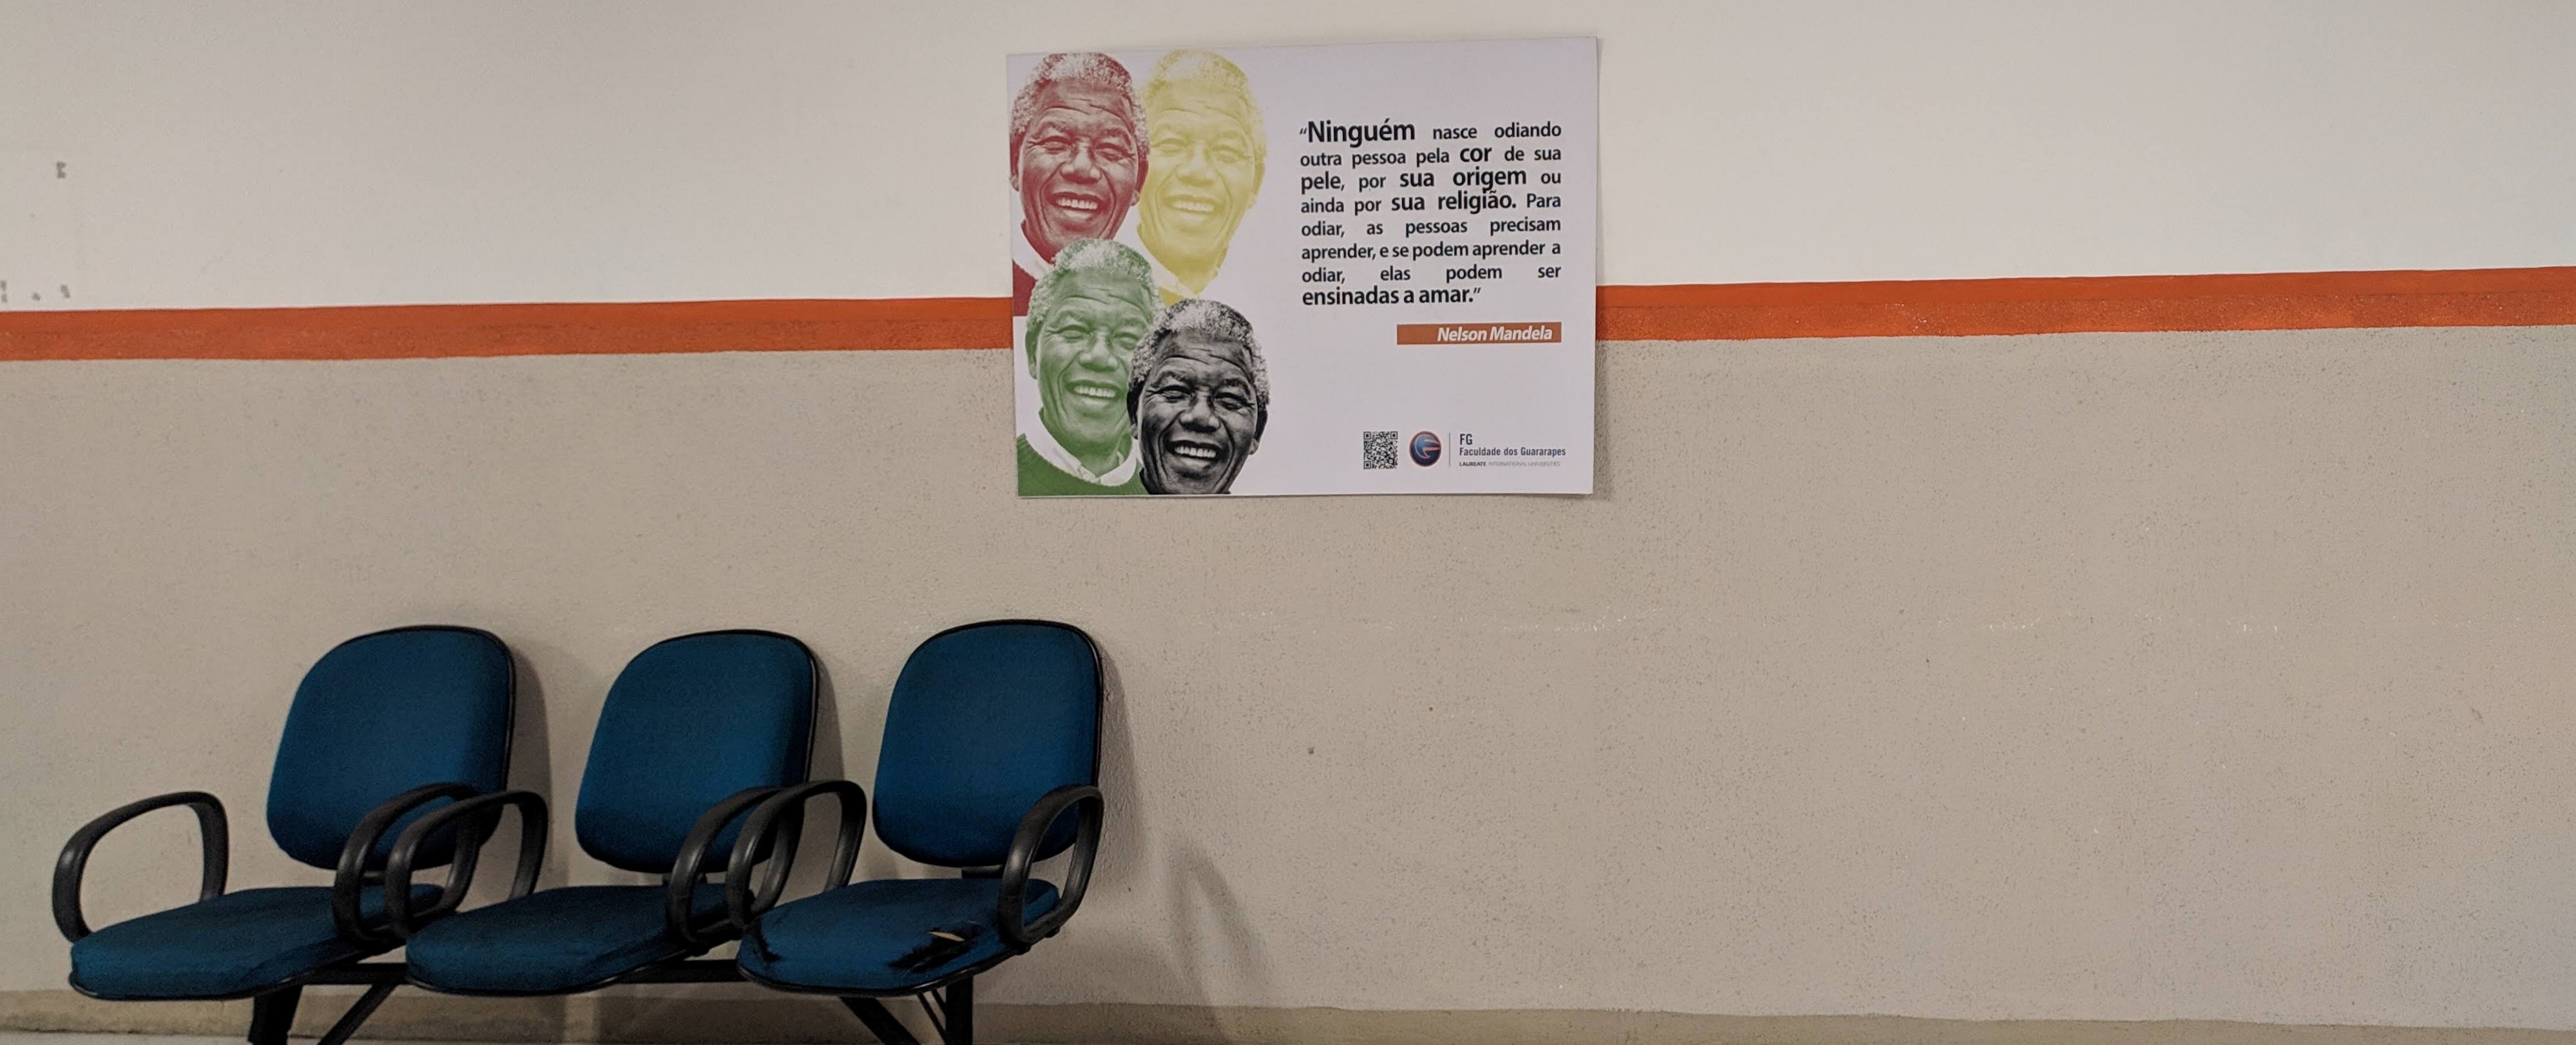 “Ninguém nasce odiando
outra pessoa pela cor de sua
pele, por sua origem ou
ainda por sua religião. Para
odiar, as pessoas precisam
aprender, e se podem aprender a
odiar, elas podem ser
ensinadas a amar.”
Nelson Mandela
FG
Faculdade dos Guararapes
LAUREATE INTERNATIONAL UNIVERSITIES